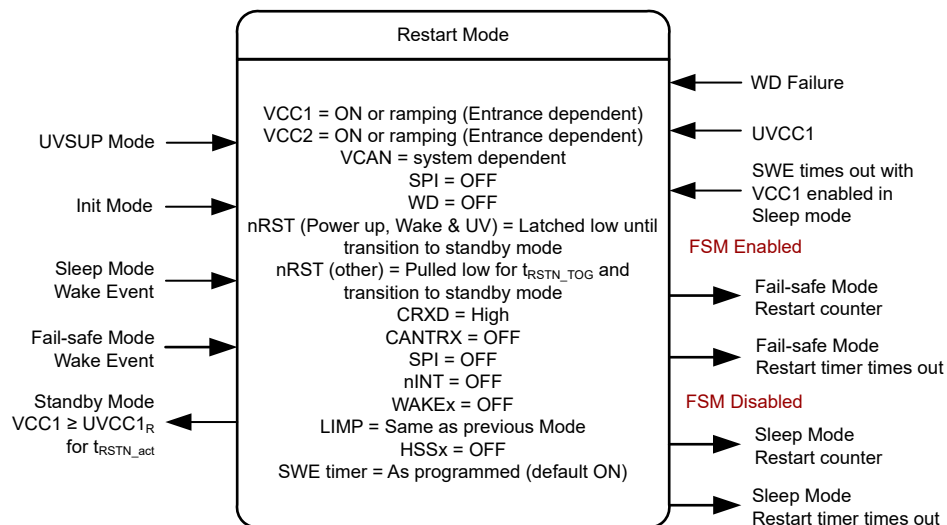 Restart Mode
VCC1 = ON or ramping (Entrance dependent)
VCC2 = ON or ramping (Entrance dependent)
VCAN = system dependent
SPI = OFF
WD = OFF
nRST (Power up, Wake & UV) = Latched low until
transition to standby mode
nRST (other) = Pulled low for tRSTN_TOG and
transition to standby mode
CRXD = High
CANTRX = OFF
SPI = OFF
nINT = OFF
WAKEx = OFF
LIMP = Same as previous Mode
HSSx = OFF
SWE timer = As programmed (default ON)
UVSUP Mode
Init Mode
Sleep Mode
Wake Event
Fail-safe Mode
Wake Event
Standby Mode
VCC1 ≥ UVCC1R
for tRSTN_act
WD Failure
UVCC1
SWE times out with
VCC1 enabled in
Sleep mode
FSM Enabled
Fail-safe Mode
Restart counter
Fail-safe Mode
Restart timer times out
FSM Disabled
Sleep Mode
Restart counter
Sleep Mode
Restart timer times out